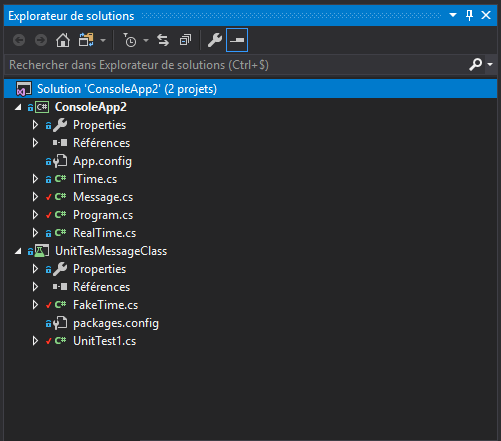 Explorateur de solutions
Rechercher dans Explorateur de solutions (Ctrl+$)
Solution 'ConsoleApp2' (2 projets)
C# ConsoleApp2
Properties
Références
App.config
C# ITime.cs
C# Message.cs
C# Program.cs
C# RealTime.cs
UnitTesMessageClass
Properties
Références
C# FakeTime.cs
packages.config
C# UnitTest1.cs